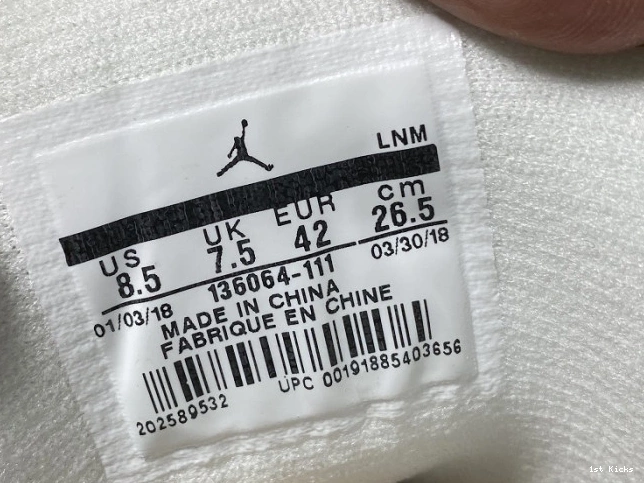 LNM
US UK EUR cm
8.5 7.5 42 26.5
01/03/18 136064-111 03/30/18
MADE IN CHINA
FABRIQUE EN CHINE
202589532 UPC 00191885403656
1st Kicks